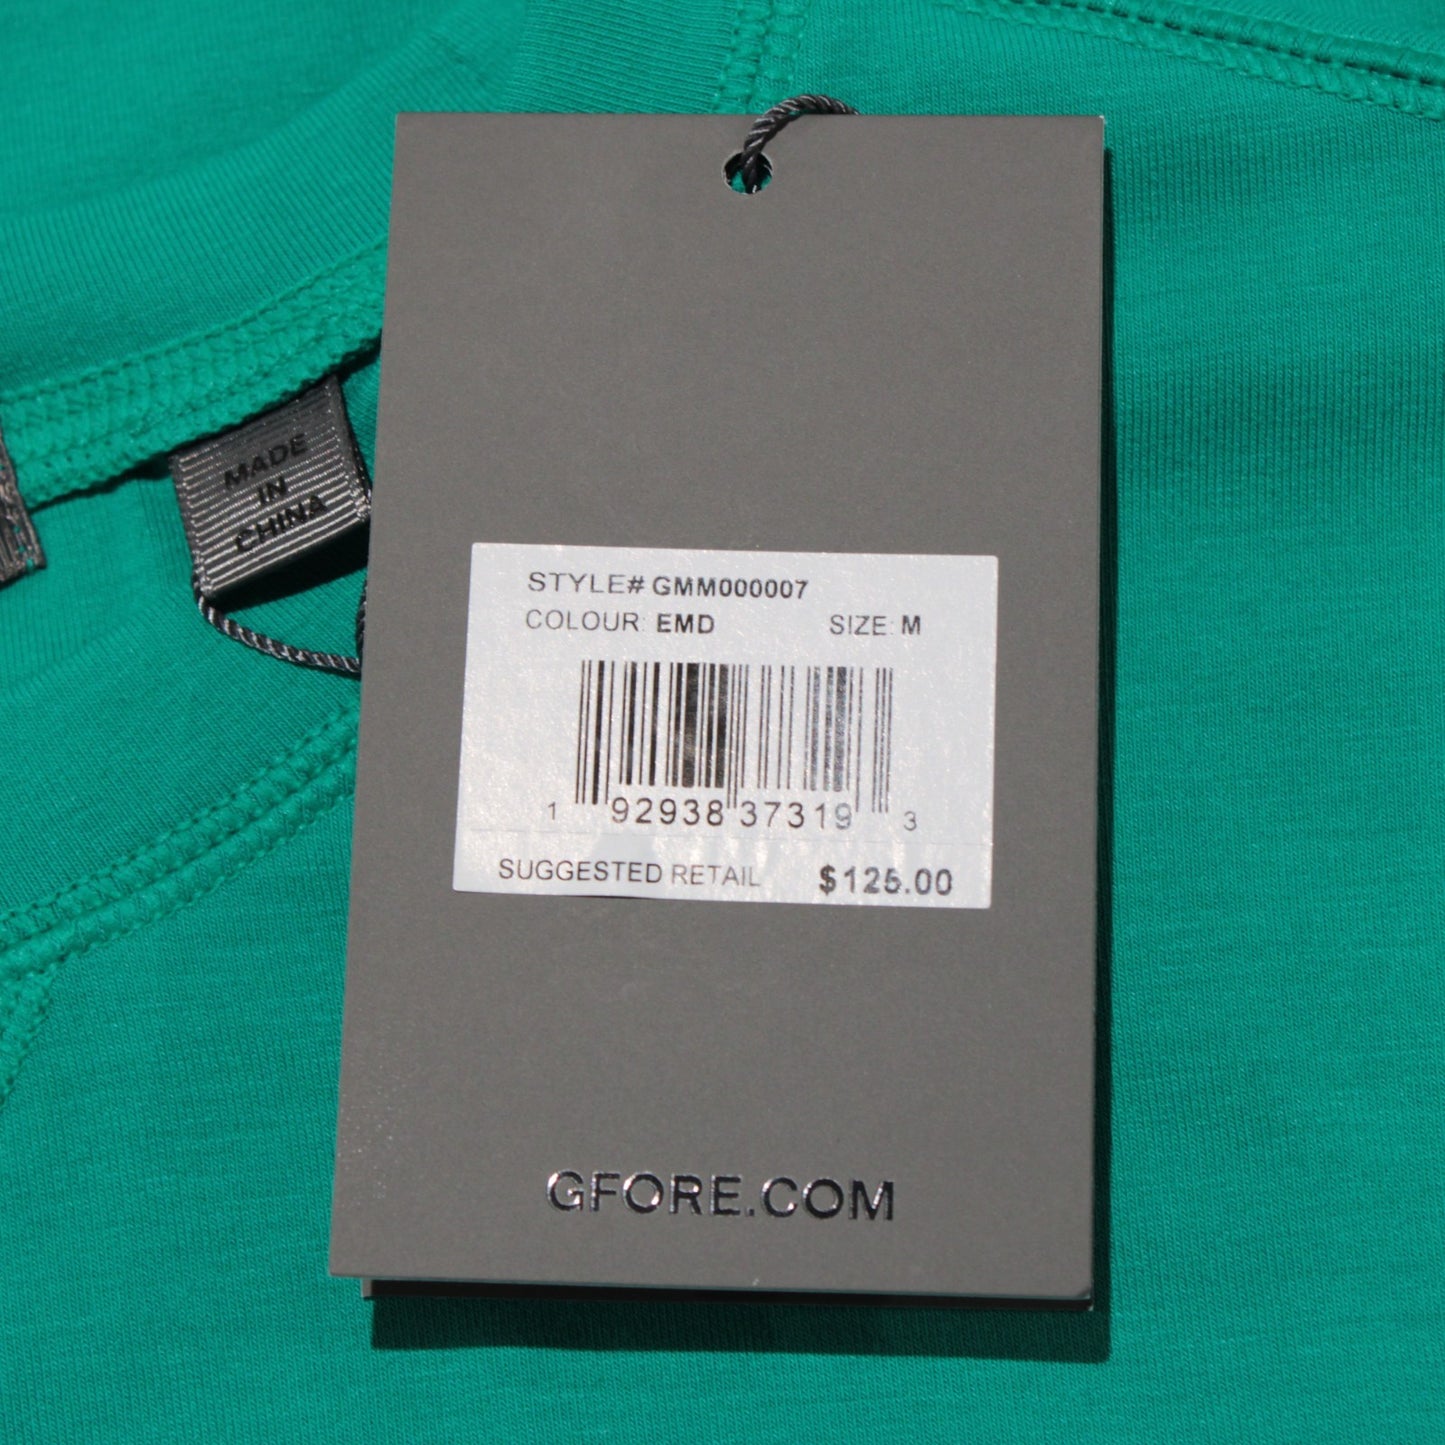 MADE
IN
CHINA
STYLE# GMM000007
COLOUR: EMD SIZE: M
1 92938 37319 3
SUGGESTED RETAIL $125.00
GFORE.COM